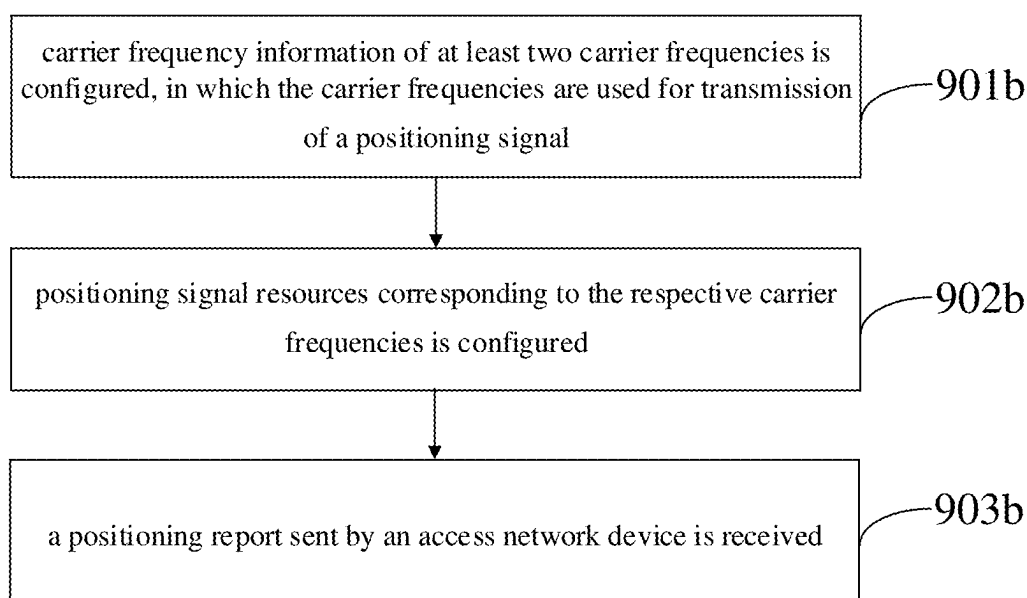 carrier frequency information of at least two carrier frequencies is
configured, in which the carrier frequencies are used for transmission
of a positioning signal
901b
positioning signal resources corresponding to the respective carrier
frequencies is configured
902b
a positioning report sent by an access network device is received
903b